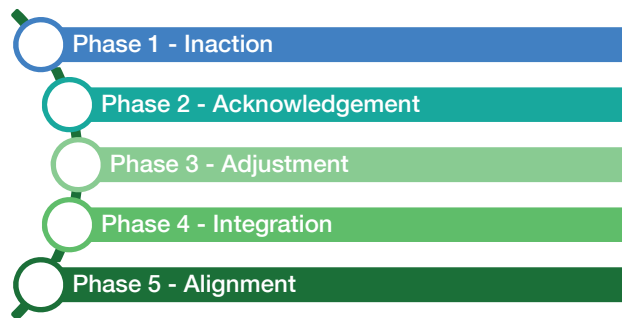 Phase 1 - Inaction
Phase 2 - Acknowledgement
Phase 3 - Adjustment
Phase 4 - Integration
Phase 5 - Alignment